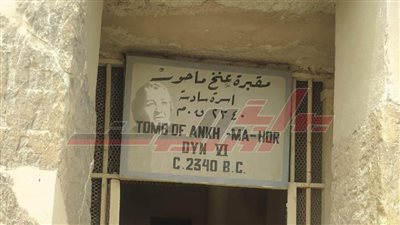 مقبرة عنخ ماحور
اسرة سادسة
٢٣٤٠ ق.م
TOMB OF ANKH-MA-HOR
DYN VI
C.2340 B.C.